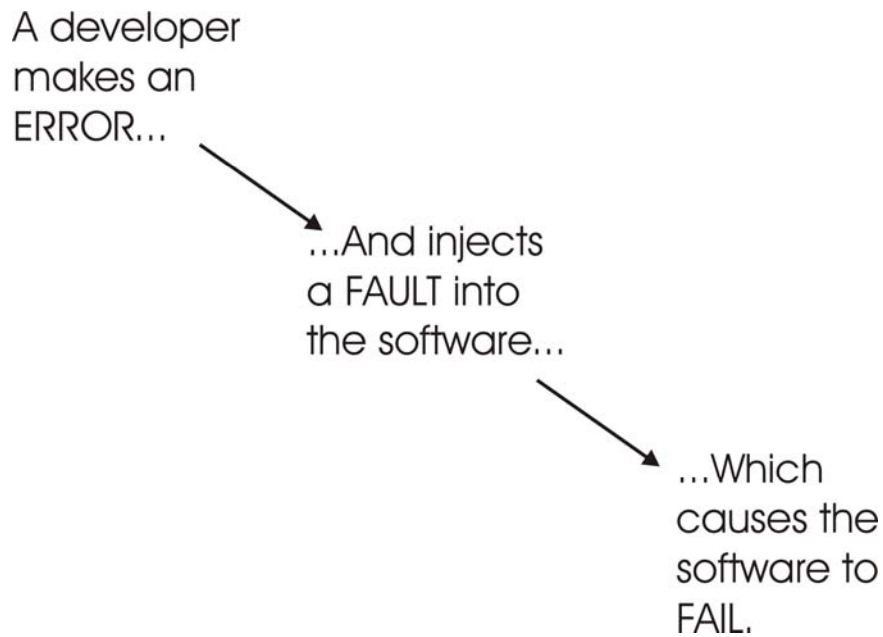 A developer
makes an
ERROR...
...And injects
a FAULT into
the software...
...Which
causes the
software to
FAIL.